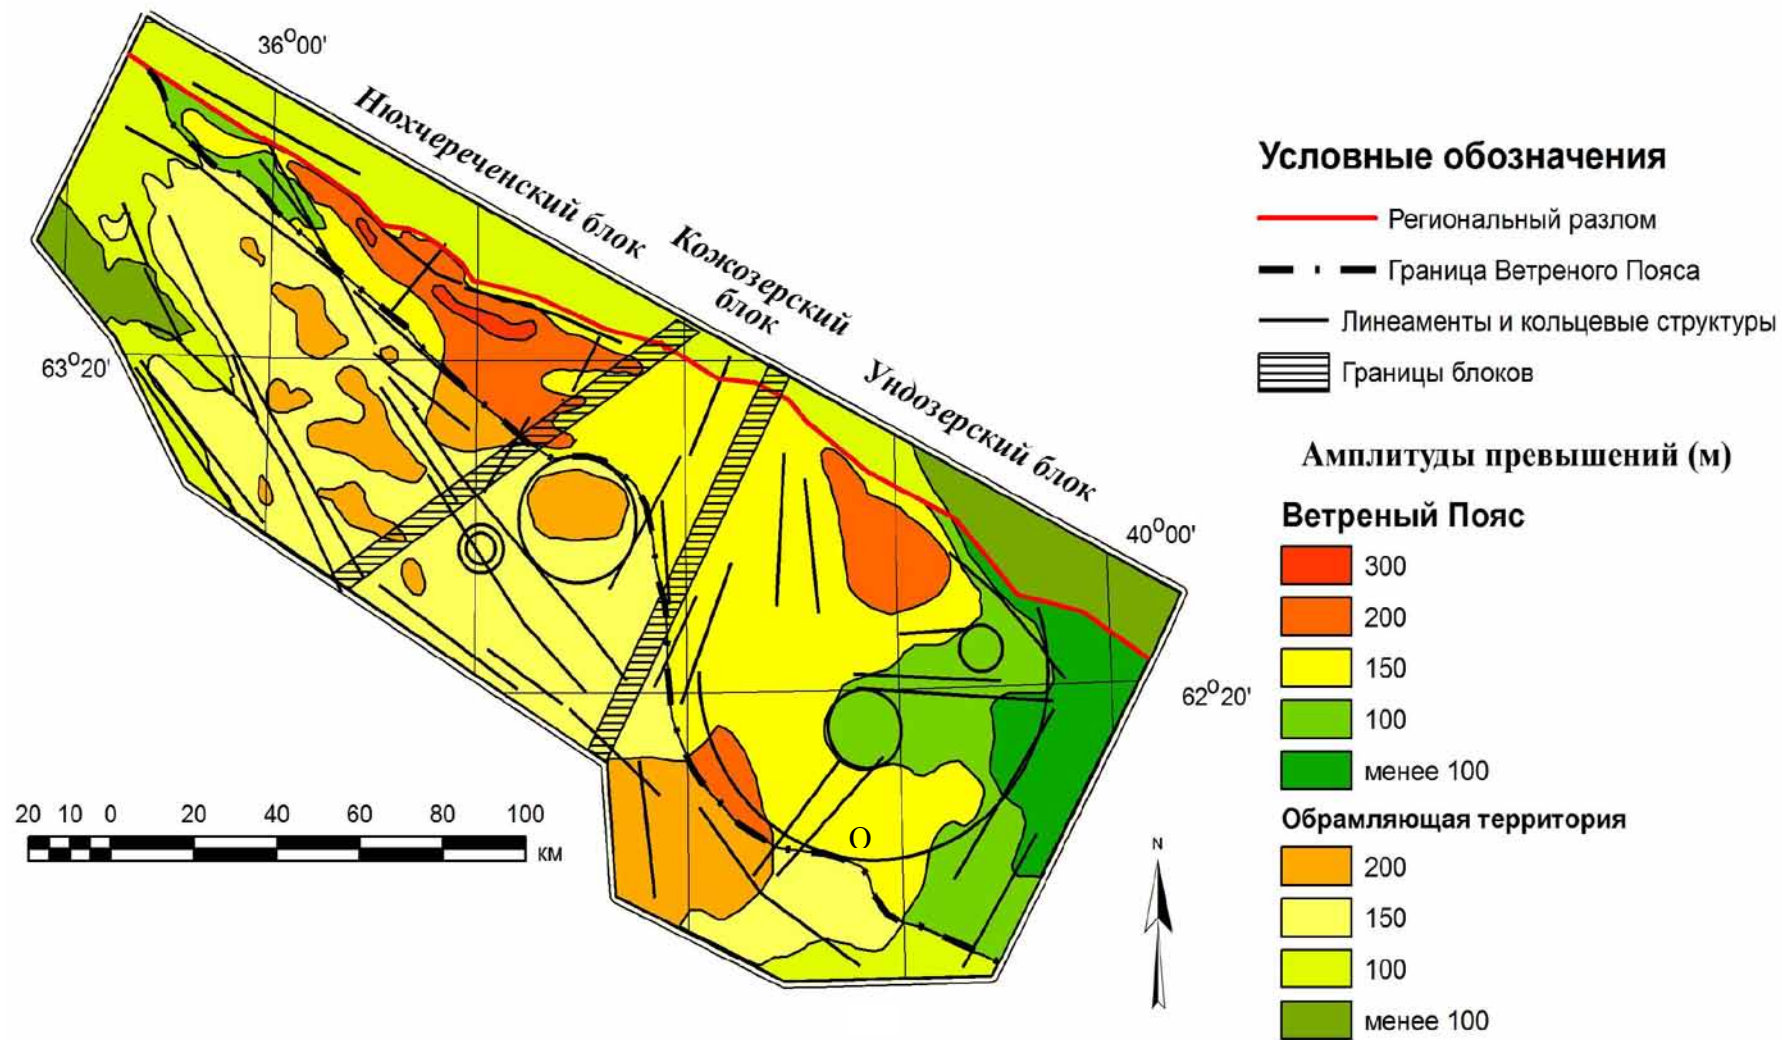 36°00'
Нюхчереченский блок
Кожозерский
блок
Ундозерский блок
63°20'
40°00'
62°20'
20 10 0 20 40 60 80 100
км
O
N
Условные обозначения
Региональный разлом
Граница Ветреного Пояса
Линеаменты и кольцевые структуры
Границы блоков
Амплитуды превышений (м)
Ветреный Пояс
300
200
150
100
менее 100
Обрамляющая территория
200
150
100
менее 100